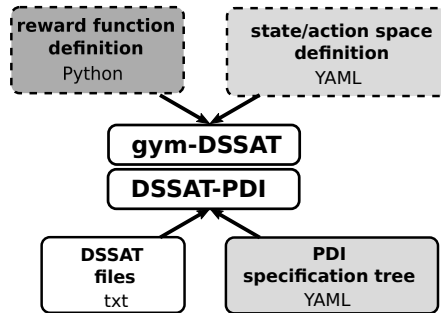 reward function
definition
Python
state/action space
definition
YAML
gym-DSSAT
DSSAT-PDI
DSSAT
files
txt
PDI
specification tree
YAML